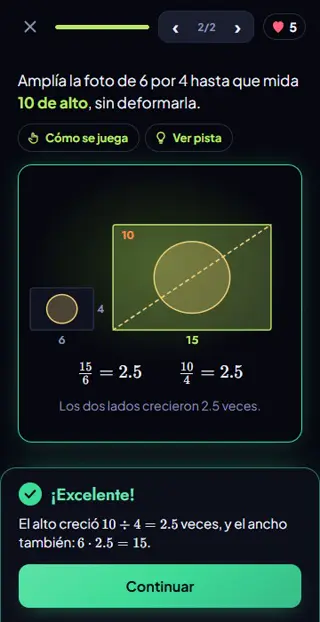 2/2
5
Amplía la foto de 6 por 4 hasta que mida
10 de alto, sin deformarla.
Cómo se juega
Ver pista
10
4
6
15
15/6 = 2.5
10/4 = 2.5
Los dos lados crecieron 2.5 veces.
¡Excelente!
El alto creció 10 ÷ 4 = 2.5 veces, y el ancho
también: 6 · 2.5 = 15.
Continuar